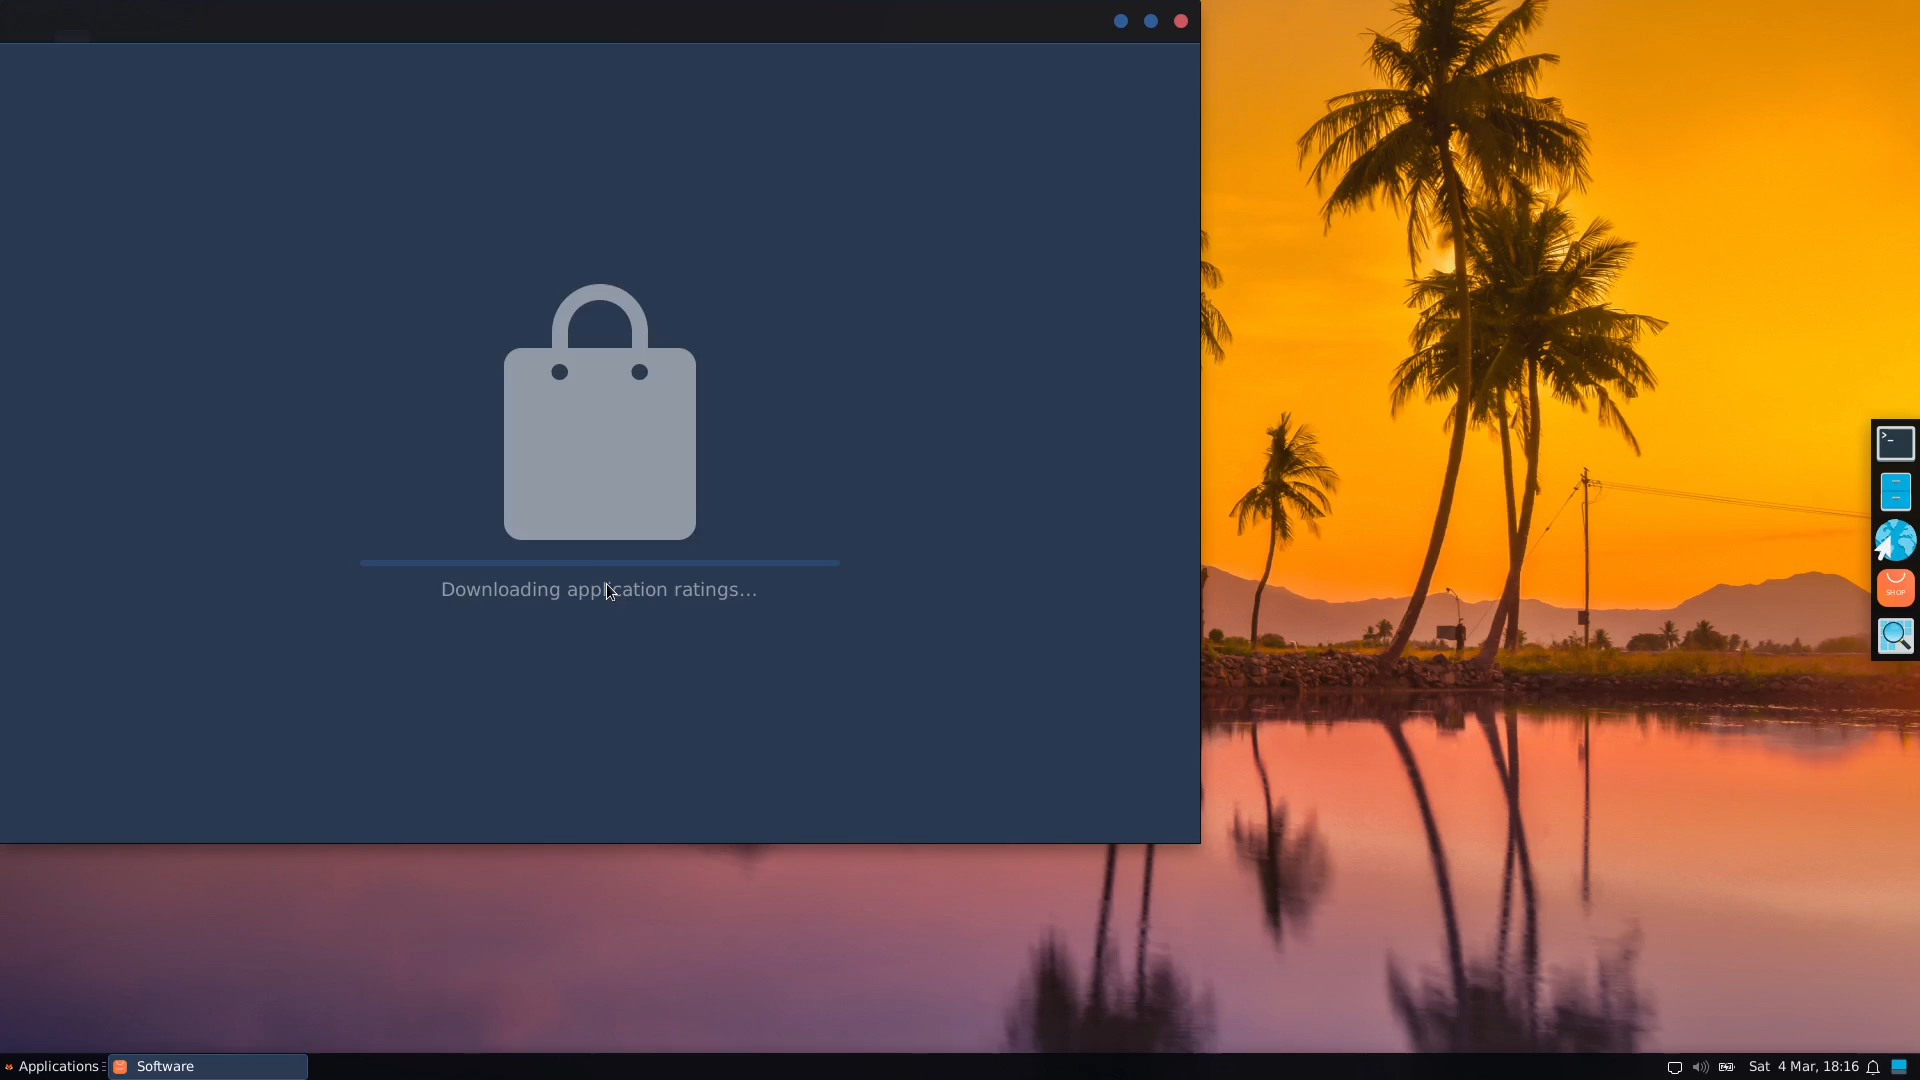 Downloading application ratings…
>_
SHOP
Applications
Software
Sat 4 Mar, 18:16